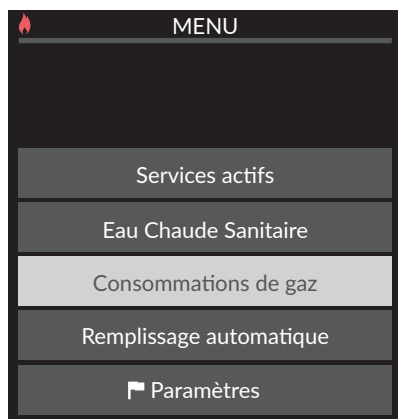 MENU
Services actifs
Eau Chaude Sanitaire
Consommations de gaz
Remplissage automatique
Paramètres